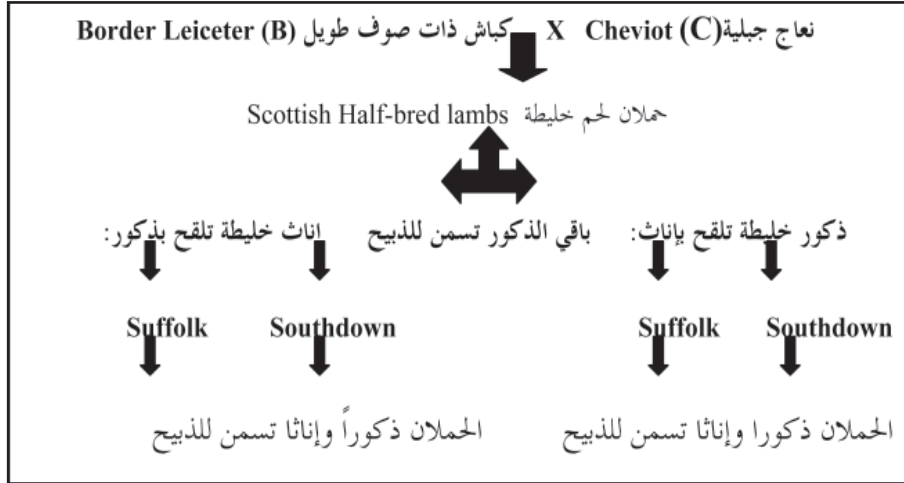 نعاج جبلية Cheviot (C) X كباش ذات صوف طويل Border Leiceter (B)
حملان لحم خليطة Scottish Half-bred lambs
ذكور خليطة تلقح بإناث: باقي الذكور تسمن للذبيح اناث خليطة تلقح بذكور:
Suffolk Southdown Suffolk Southdown
الحملان ذكورا وإناثا تسمن للذبيح الحملان ذكوراً وإناثا تسمن للذبيح